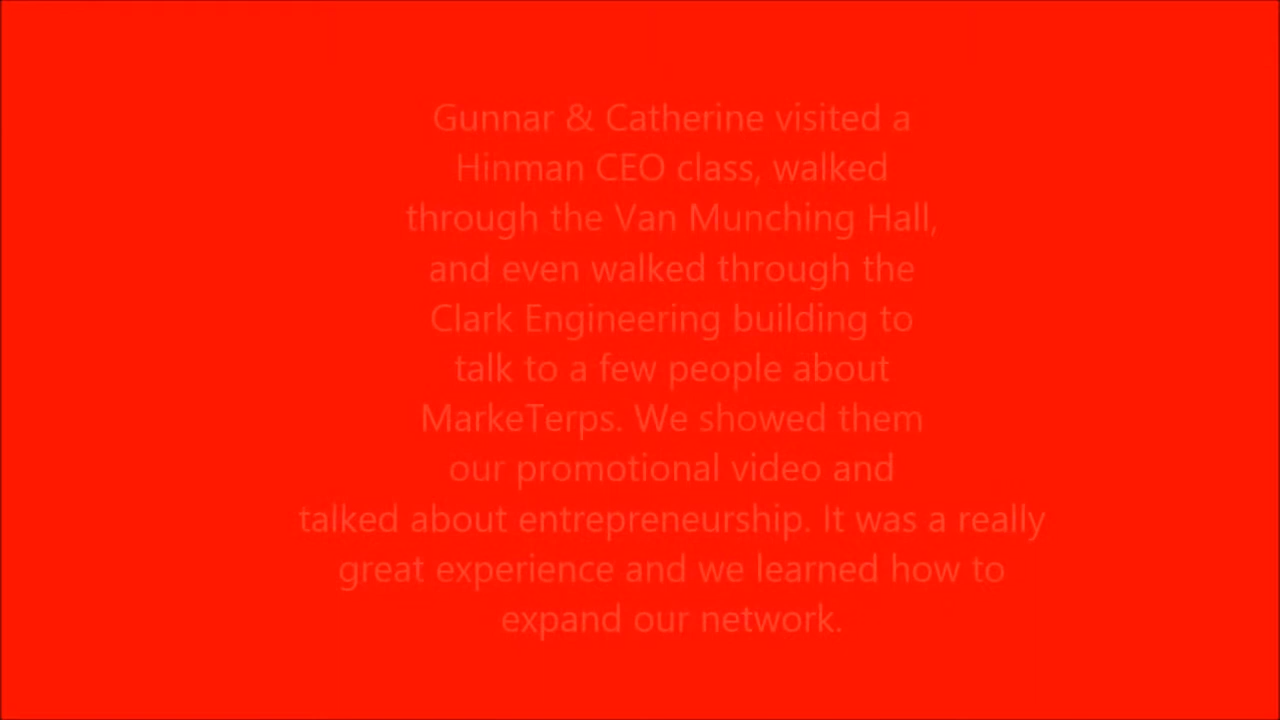 Gunnar & Catherine visited a
Hinman CEO class, walked
through the Van Munching Hall,
and even walked through the
Clark Engineering building to
talk to a few people about
MarkeTerps. We showed them
our promotional video and
talked about entrepreneurship. It was a really
great experience and we learned how to
expand our network.